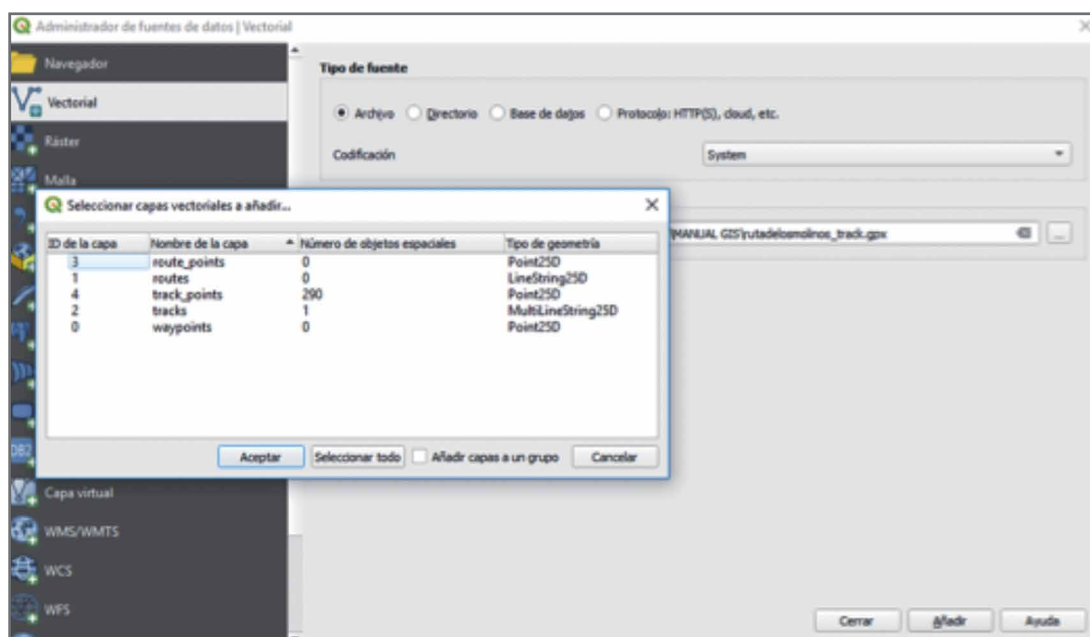 Administrador de fuentes de datos | Vectorial
Navegador
Vectorial
Ráster
Malla
Tipo de fuente
Archivo Directorio Base de datos Protocolo: HTTP(S), cloud, etc.
Codificación System
MANUAL GIS\rutadelosmolinos_track.gpx ...
Seleccionar capas vectoriales a añadir...
ID de la capa Nombre de la capa Número de objetos espaciales Tipo de geometría
3 route_points 0 Point25D
1 routes 0 LineString25D
4 track_points 290 Point25D
2 tracks 1 MultiLineString25D
0 waypoints 0 Point25D
Aceptar Seleccionar todo Añadir capas a un grupo Cancelar
DB2
Capa virtual
WMS/WMTS
WCS
WFS
Cerrar Añadir Ayuda